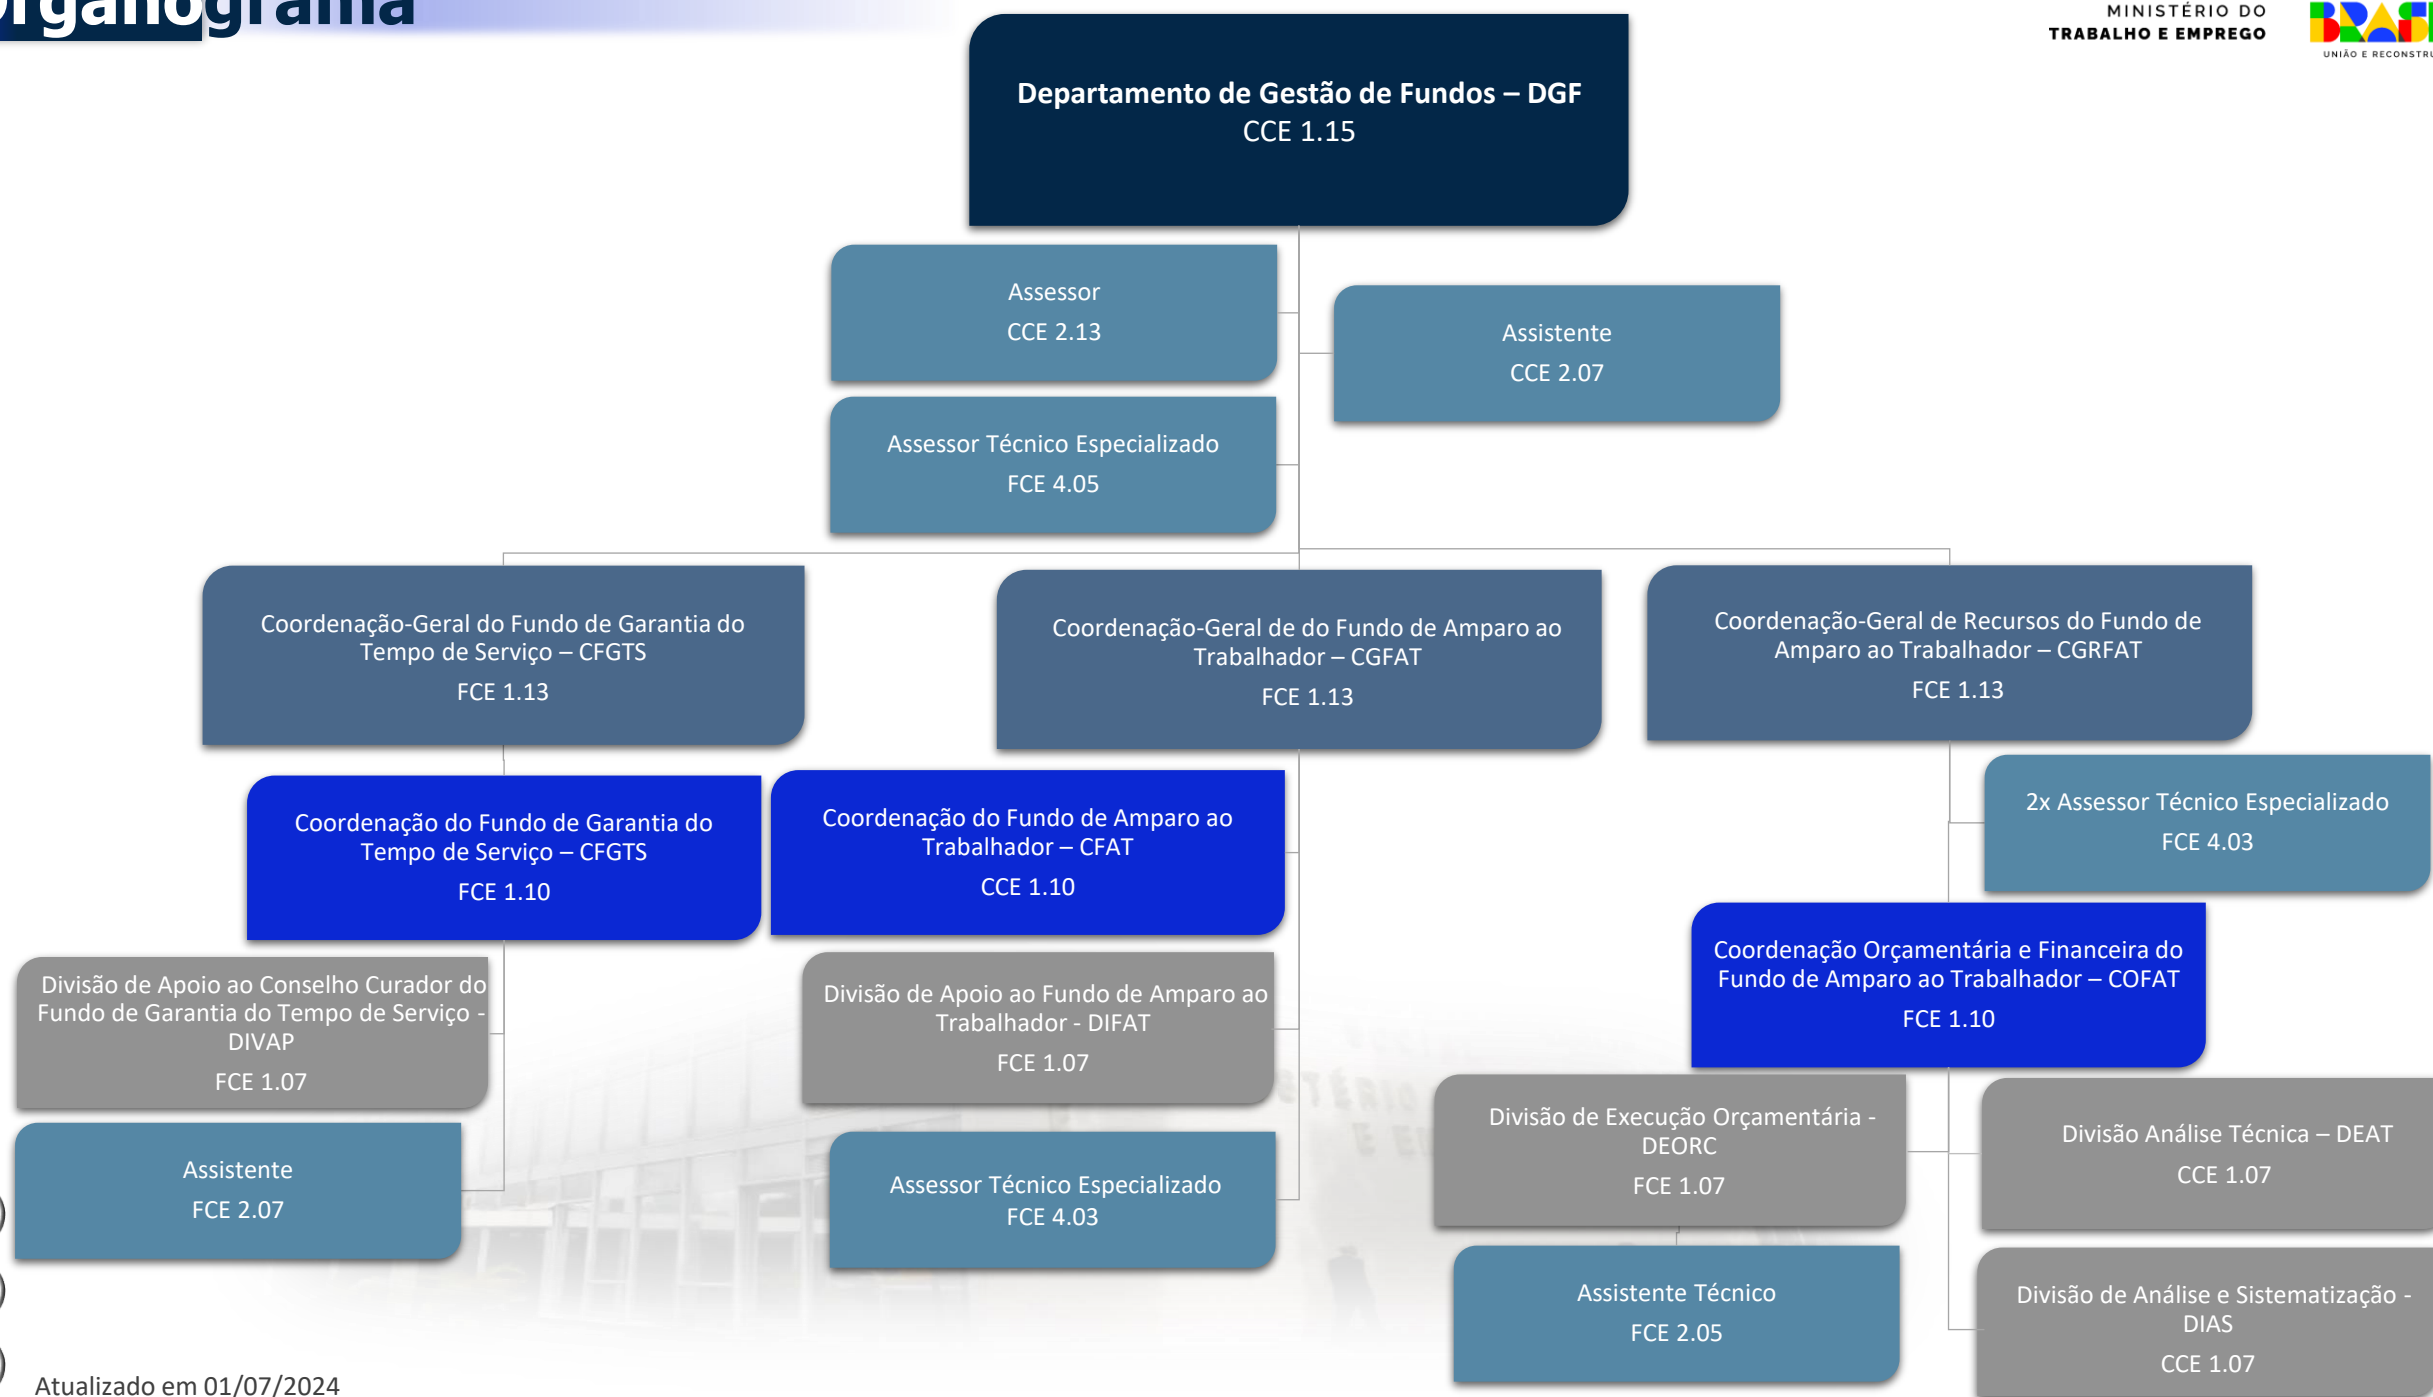 Organograma
MINISTÉRIO DO
TRABALHO E EMPREGO
Departamento de Gestão de Fundos – DGF
CCE 1.15
Assessor
CCE 2.13
Assistente
CCE 2.07
Assessor Técnico Especializado
FCE 4.05
Coordenação-Geral do Fundo de Garantia do
Tempo de Serviço – CFGTS
FCE 1.13
Coordenação-Geral de do Fundo de Amparo ao
Trabalhador – CGFAT
FCE 1.13
Coordenação-Geral de Recursos do Fundo de
Amparo ao Trabalhador – CGRFAT
FCE 1.13
Coordenação do Fundo de Garantia do
Tempo de Serviço – CFGTS
FCE 1.10
Coordenação do Fundo de Amparo ao
Trabalhador – CFAT
CCE 1.10
2x Assessor Técnico Especializado
FCE 4.03
Coordenação Orçamentária e Financeira do
Fundo de Amparo ao Trabalhador – COFAT
FCE 1.10
Divisão de Apoio ao Conselho Curador do
Fundo de Garantia do Tempo de Serviço -
DIVAP
FCE 1.07
Divisão de Apoio ao Fundo de Amparo ao
Trabalhador - DIFAT
FCE 1.07
Divisão de Execução Orçamentária -
DEORC
FCE 1.07
Divisão Análise Técnica – DEAT
CCE 1.07
Assistente
FCE 2.07
Assessor Técnico Especializado
FCE 4.03
Assistente Técnico
FCE 2.05
Divisão de Análise e Sistematização -
DIAS
CCE 1.07
Atualizado em 01/07/2024
BRASI
UNIÃO E RECONSTRU